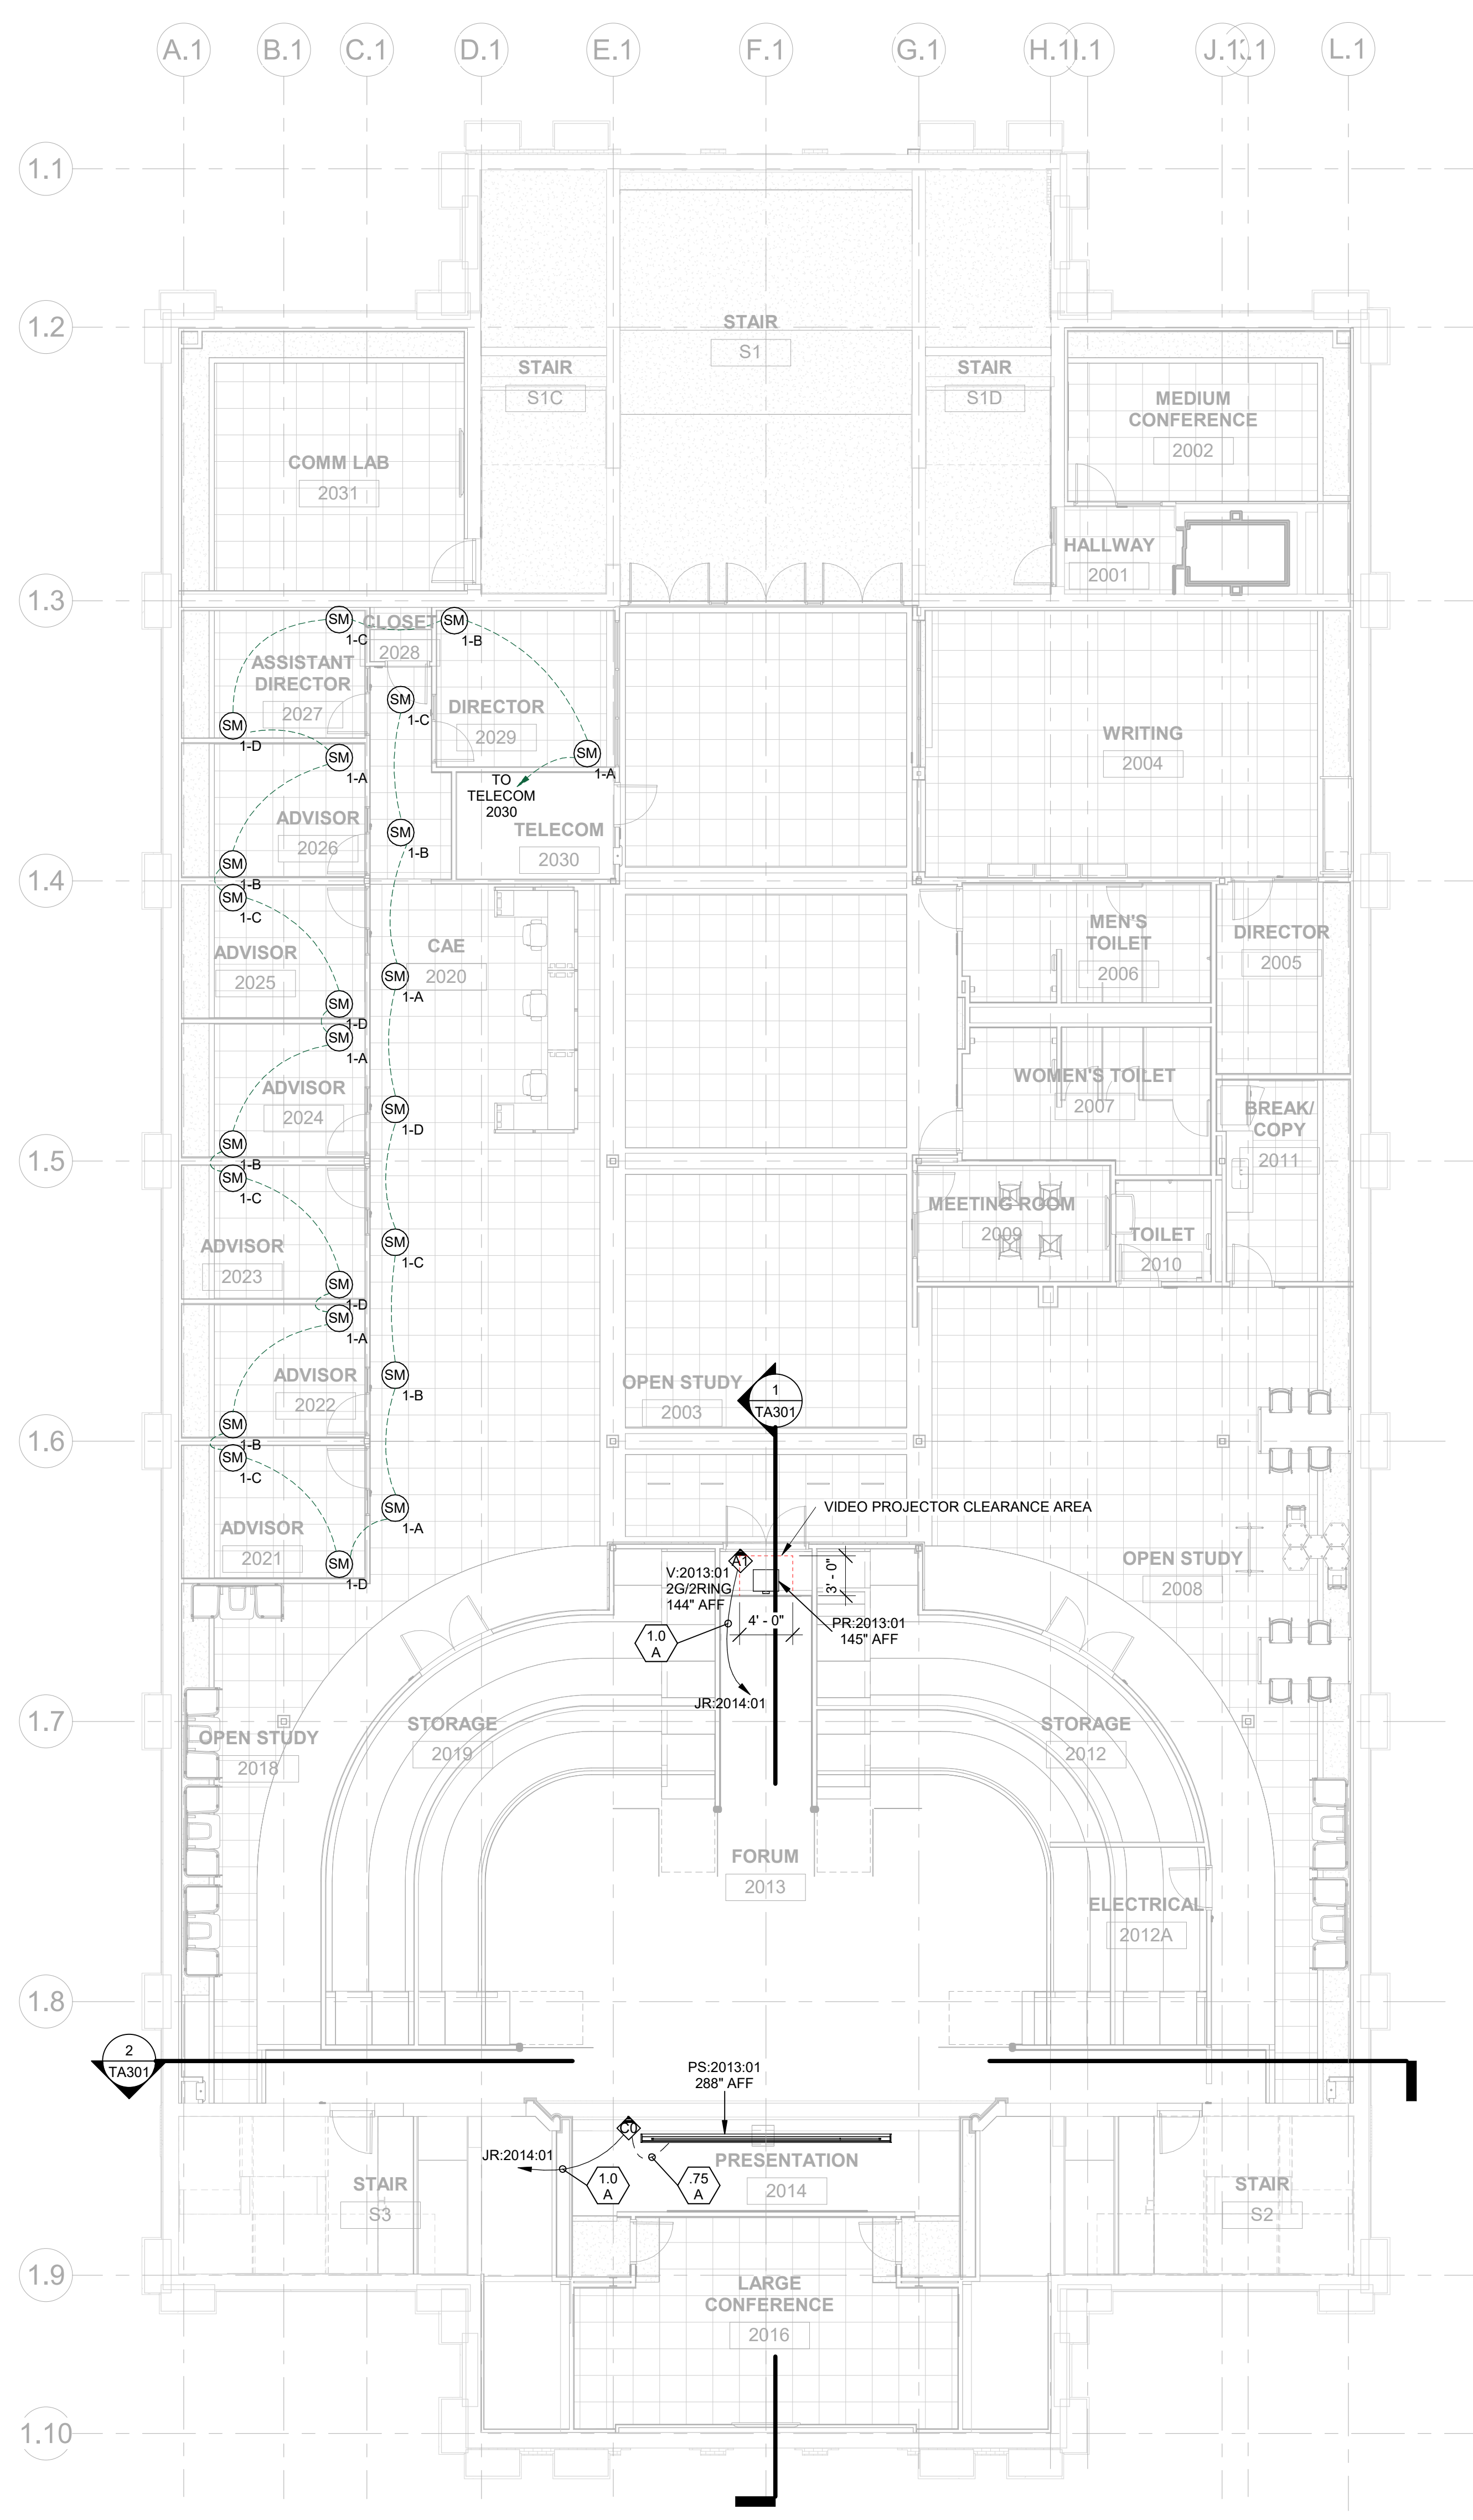 A.1
B.1
C.1
D.1
E.1
F.1
G.1
H.1
I.1
J.1
L.1
1.1
1.2
1.3
1.4
1.5
1.6
1.7
1.8
1.9
1.10
STAIR
S1
STAIR
S1C
STAIR
S1D
MEDIUM
CONFERENCE
2002
COMM LAB
2031
HALLWAY
2001
SM
1-C
CLOSET
2028
SM
1-B
ASSISTANT
DIRECTOR
2027
SM
1-D
SM
1-C
DIRECTOR
2029
SM
1-A
TO
TELECOM
2030
TELECOM
2030
WRITING
2004
SM
1-A
ADVISOR
2026
SM
1-B
SM
1-B
SM
1-C
ADVISOR
2025
SM
1-D
CAE
2020
SM
1-A
MEN'S
TOILET
2006
DIRECTOR
2005
SM
1-A
ADVISOR
2024
SM
1-B
SM
1-D
WOMEN'S TOILET
2007
BREAK/
COPY
2011
SM
1-C
ADVISOR
2023
SM
1-D
SM
1-C
MEETING ROOM
2009
TOILET
2010
SM
1-A
ADVISOR
2022
SM
1-B
SM
1-B
OPEN STUDY
2003
1
TA301
SM
1-C
ADVISOR
2021
SM
1-D
SM
1-A
VIDEO PROJECTOR CLEARANCE AREA
A1
V:2013:01
2G/2RING
144" AFF
3' - 0"
4' - 0"
PR:2013:01
145" AFF
1.0
A
JR:2014:01
OPEN STUDY
2008
OPEN STUDY
2018
STORAGE
2019
STORAGE
2012
FORUM
2013
ELECTRICAL
2012A
2
TA301
PS:2013:01
288" AFF
C0
JR:2014:01
1.0
A
.75
A
PRESENTATION
2014
STAIR
S3
STAIR
S2
LARGE
CONFERENCE
2016